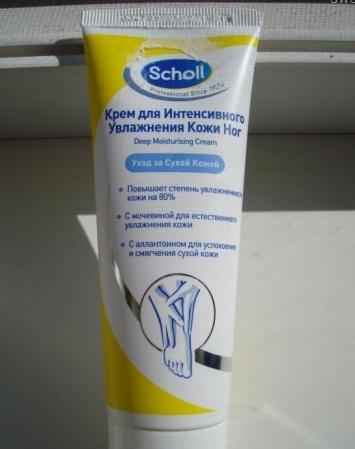 Scholl
Professional Since 1904
Крем для Интенсивного
Увлажнения Кожи Ног
Deep Moisturising Cream
Уход за Сухой Кожей
• Повышает степень увлажненности
кожи на 80%
• С мочевиной для естественного
увлажнения кожи
• С аллантоином для успокоения
и смягчения сухой кожи